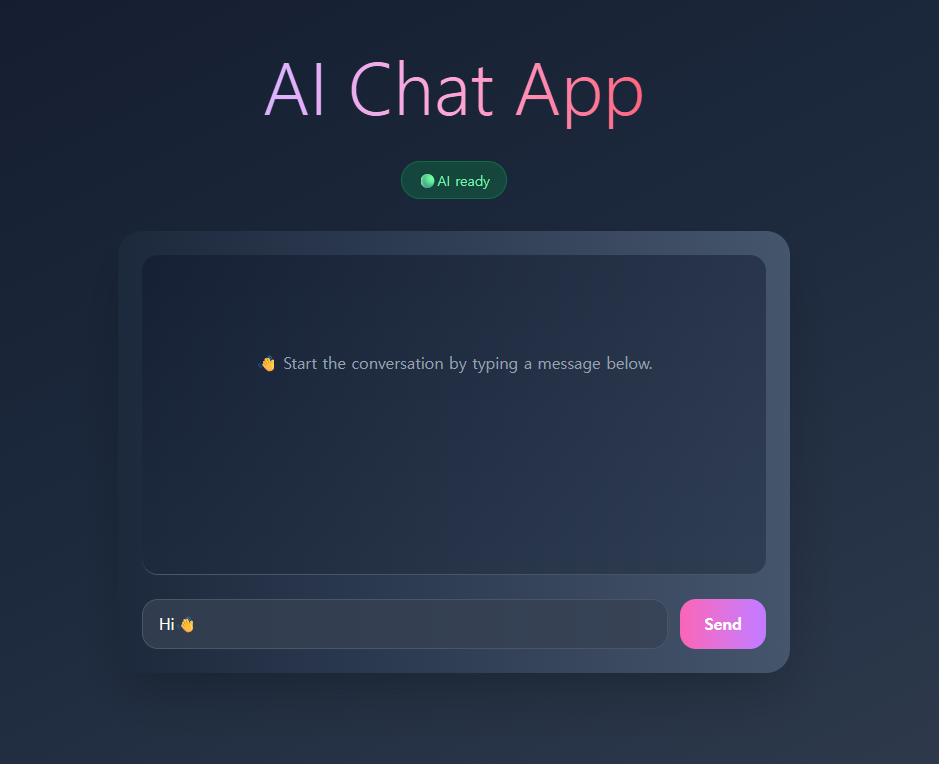 AI Chat App
AI ready
👋 Start the conversation by typing a message below.
Hi 👋
Send